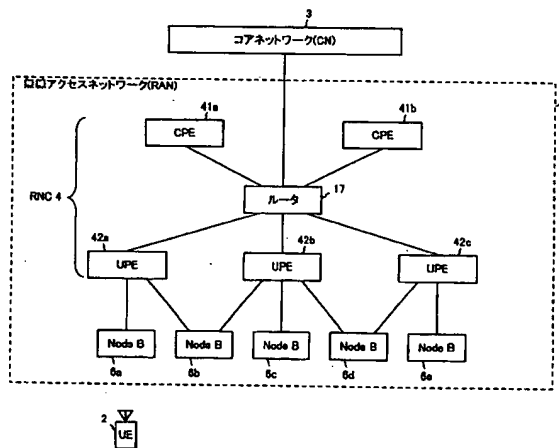 3
コアネットワーク(CN)
アクセスネットワーク(RAN)
41a
41b
CPE
CPE
RNC 4
ルータ
17
42a
42b
42c
UPE
UPE
UPE
Node B
Node B
Node B
Node B
Node B
6a
6b
6c
6d
6e
2
UE